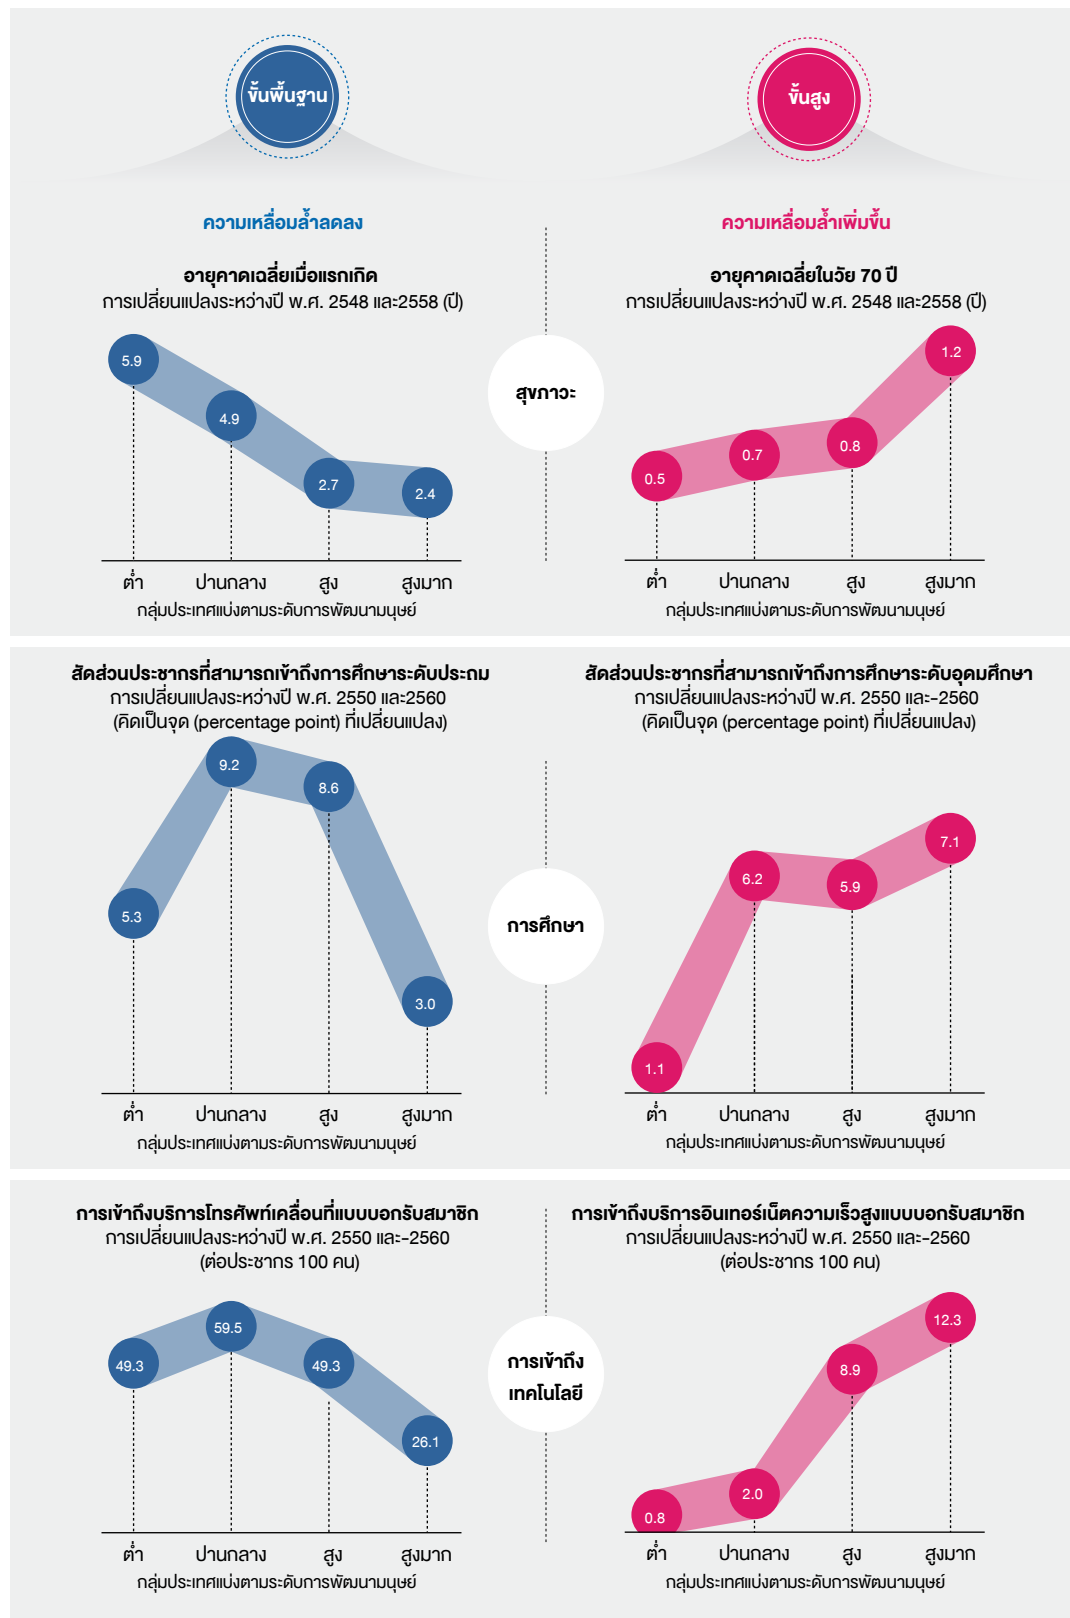 ขั้นพื้นฐาน
ขั้นสูง
ความเหลื่อมล้ำลดลง
ความเหลื่อมล้ำเพิ่มขึ้น
อายุคาดเฉลี่ยเมื่อแรกเกิด
การเปลี่ยนแปลงระหว่างปี พ.ศ. 2548 และ2558 (ปี)
5.9
4.9
2.7
2.4
ต่ำ ปานกลาง สูง สูงมาก
กลุ่มประเทศแบ่งตามระดับการพัฒนามนุษย์
สุขภาวะ
อายุคาดเฉลี่ยในวัย 70 ปี
การเปลี่ยนแปลงระหว่างปี พ.ศ. 2548 และ2558 (ปี)
0.5
0.7
0.8
1.2
ต่ำ ปานกลาง สูง สูงมาก
กลุ่มประเทศแบ่งตามระดับการพัฒนามนุษย์
สัดส่วนประชากรที่สามารถเข้าถึงการศึกษาระดับประถม
การเปลี่ยนแปลงระหว่างปี พ.ศ. 2550 และ2560
(คิดเป็นจุด (percentage point) ที่เปลี่ยนแปลง)
5.3
9.2
8.6
3.0
ต่ำ ปานกลาง สูง สูงมาก
กลุ่มประเทศแบ่งตามระดับการพัฒนามนุษย์
การศึกษา
สัดส่วนประชากรที่สามารถเข้าถึงการศึกษาระดับอุดมศึกษา
การเปลี่ยนแปลงระหว่างปี พ.ศ. 2550 และ-2560
(คิดเป็นจุด (percentage point) ที่เปลี่ยนแปลง)
1.1
6.2
5.9
7.1
ต่ำ ปานกลาง สูง สูงมาก
กลุ่มประเทศแบ่งตามระดับการพัฒนามนุษย์
การเข้าถึงบริการโทรศัพท์เคลื่อนที่แบบบอกรับสมาชิก
การเปลี่ยนแปลงระหว่างปี พ.ศ. 2550 และ-2560
(ต่อประชากร 100 คน)
49.3
59.5
49.3
26.1
ต่ำ ปานกลาง สูง สูงมาก
กลุ่มประเทศแบ่งตามระดับการพัฒนามนุษย์
การเข้าถึง
เทคโนโลยี
การเข้าถึงบริการอินเทอร์เน็ตความเร็วสูงแบบบอกรับสมาชิก
การเปลี่ยนแปลงระหว่างปี พ.ศ. 2550 และ-2560
(ต่อประชากร 100 คน)
0.8
2.0
8.9
12.3
ต่ำ ปานกลาง สูง สูงมาก
กลุ่มประเทศแบ่งตามระดับการพัฒนามนุษย์